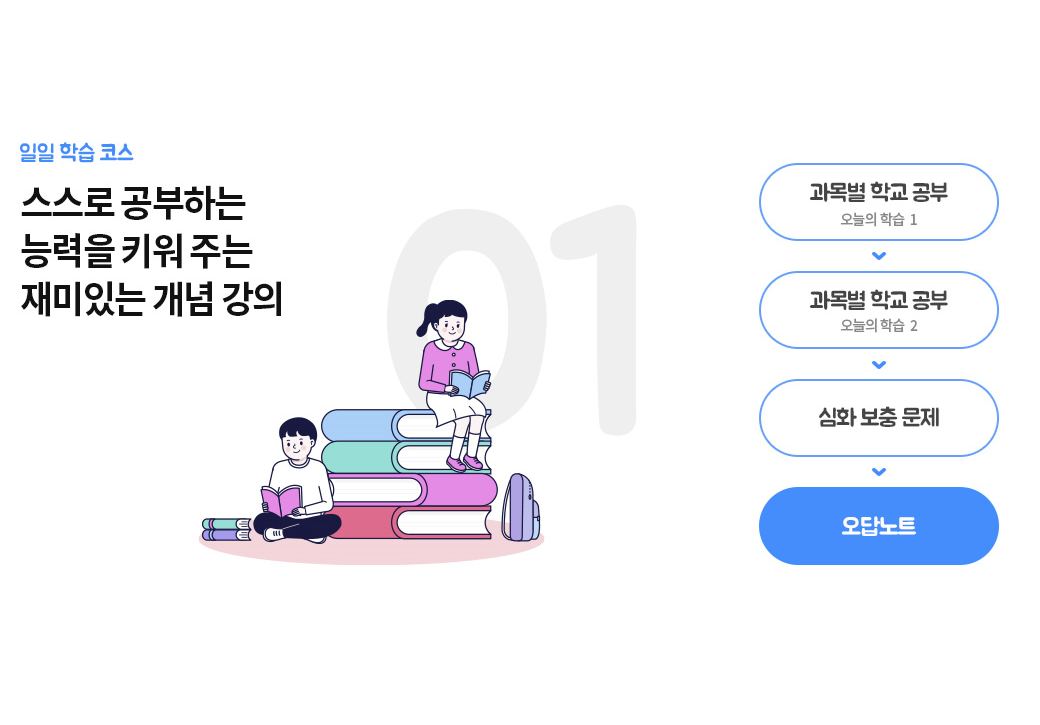 일일 학습 코스
스스로 공부하는
능력을 키워 주는
재미있는 개념 강의
01
과목별 학교 공부
오늘의 학습 1
과목별 학교 공부
오늘의 학습 2
심화 보충 문제
오답노트